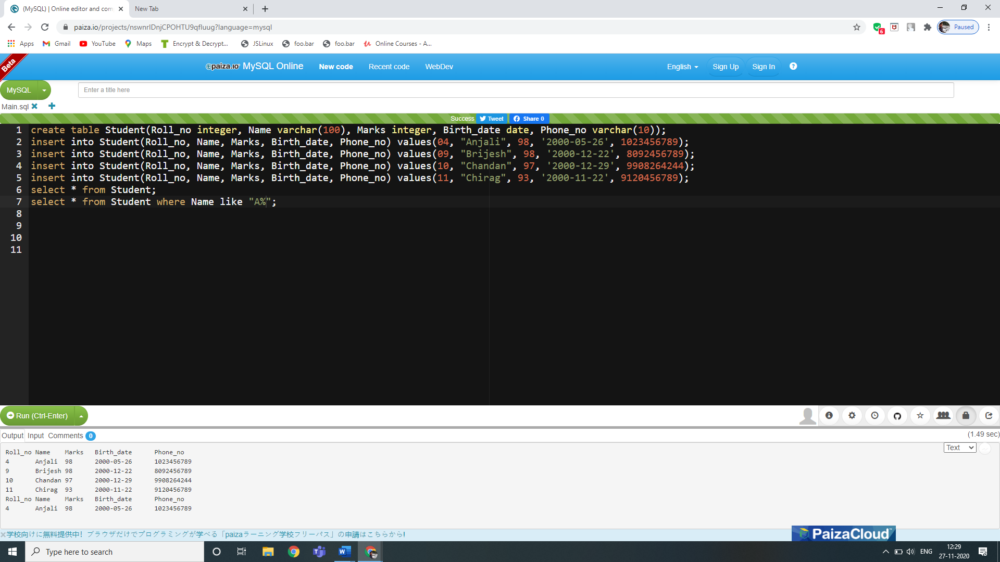 (MySQL) | Online editor and com
New Tab
paiza.io/projects/nswnrlDnjCPOHTU9qfluug?language=mysql
6
Paused
Apps
Gmail
YouTube
Maps
Encrypt & Decrypt...
JSLinux
foo.bar
foo.bar
Online Courses - A...
Beta
paiza.io MySQL Online
New code
Recent code
WebDev
English
Sign Up
Sign In
MySQL
Enter a title here
Main.sql
Success
Tweet
Share 0
1 create table Student(Roll_no integer, Name varchar(100), Marks integer, Birth_date date, Phone_no varchar(10));
2 insert into Student(Roll_no, Name, Marks, Birth_date, Phone_no) values(04, "Anjali", 98, '2000-05-26', 1023456789);
3 insert into Student(Roll_no, Name, Marks, Birth_date, Phone_no) values(09, "Brijesh", 98, '2000-12-22', 8092456789);
4 insert into Student(Roll_no, Name, Marks, Birth_date, Phone_no) values(10, "Chandan", 97, '2000-12-29', 9908264244);
5 insert into Student(Roll_no, Name, Marks, Birth_date, Phone_no) values(11, "Chirag", 93, '2000-11-22', 9120456789);
6 select * from Student;
7 select * from Student where Name like "A%";
8
9
10
11
Run (Ctrl-Enter)
Output Input Comments 0
(1.49 sec)
Text
Roll_no Name Marks Birth_date Phone_no
4 Anjali 98 2000-05-26 1023456789
9 Brijesh 98 2000-12-22 8092456789
10 Chandan 97 2000-12-29 9908264244
11 Chirag 93 2000-11-22 9120456789
Roll_no Name Marks Birth_date Phone_no
4 Anjali 98 2000-05-26 1023456789
学校向けに無料提供中！ブラウザだけでプログラミングが学べる「paizaラーニング学校フリーパス」の申請はこちらから!
PaizaCloud
Type here to search
ENG
12:29
27-11-2020